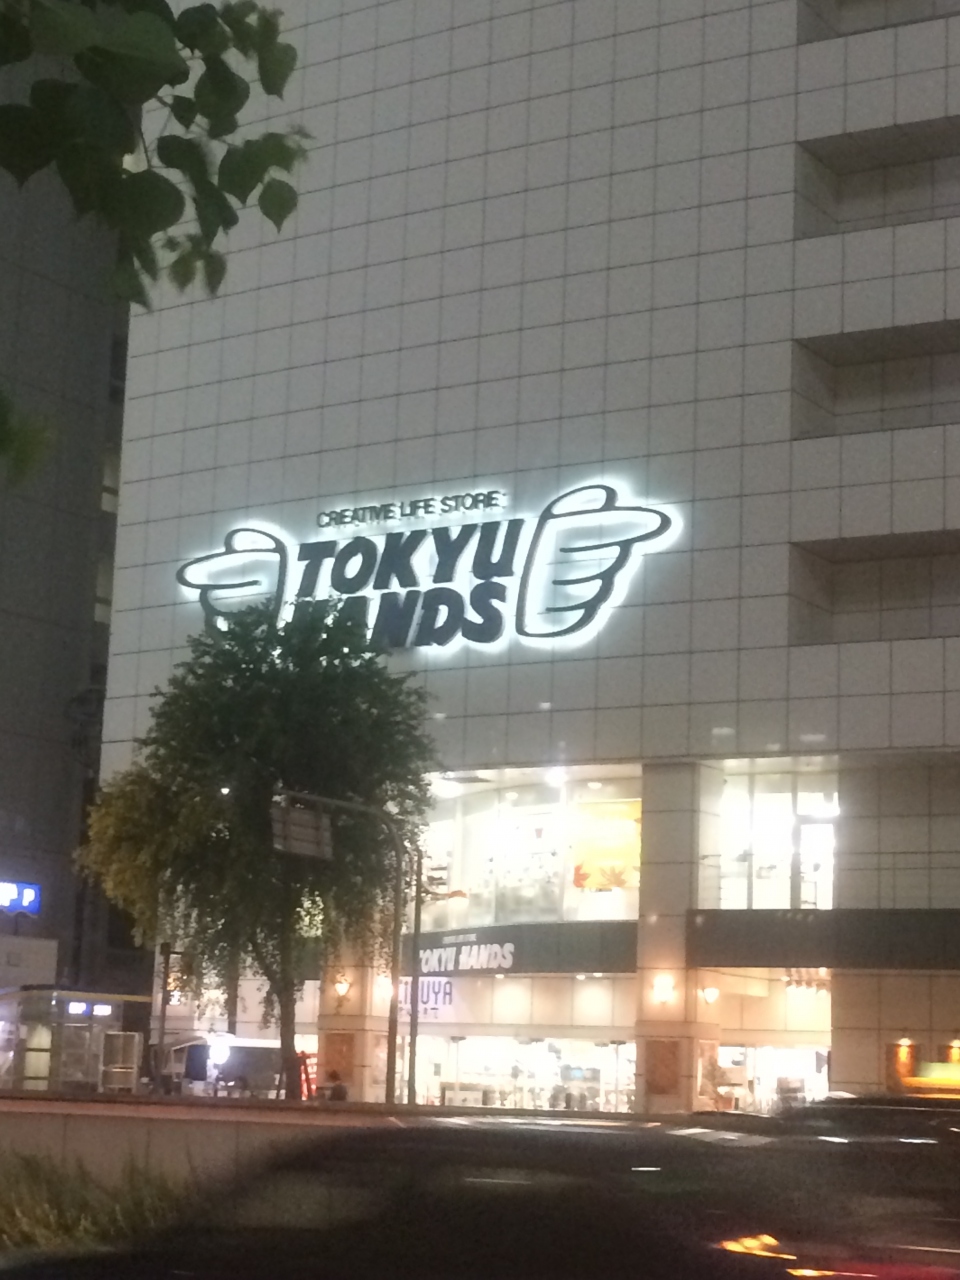 CREATIVE LIFE STORE
TOKYU
HANDS
P
TOKYU HANDS